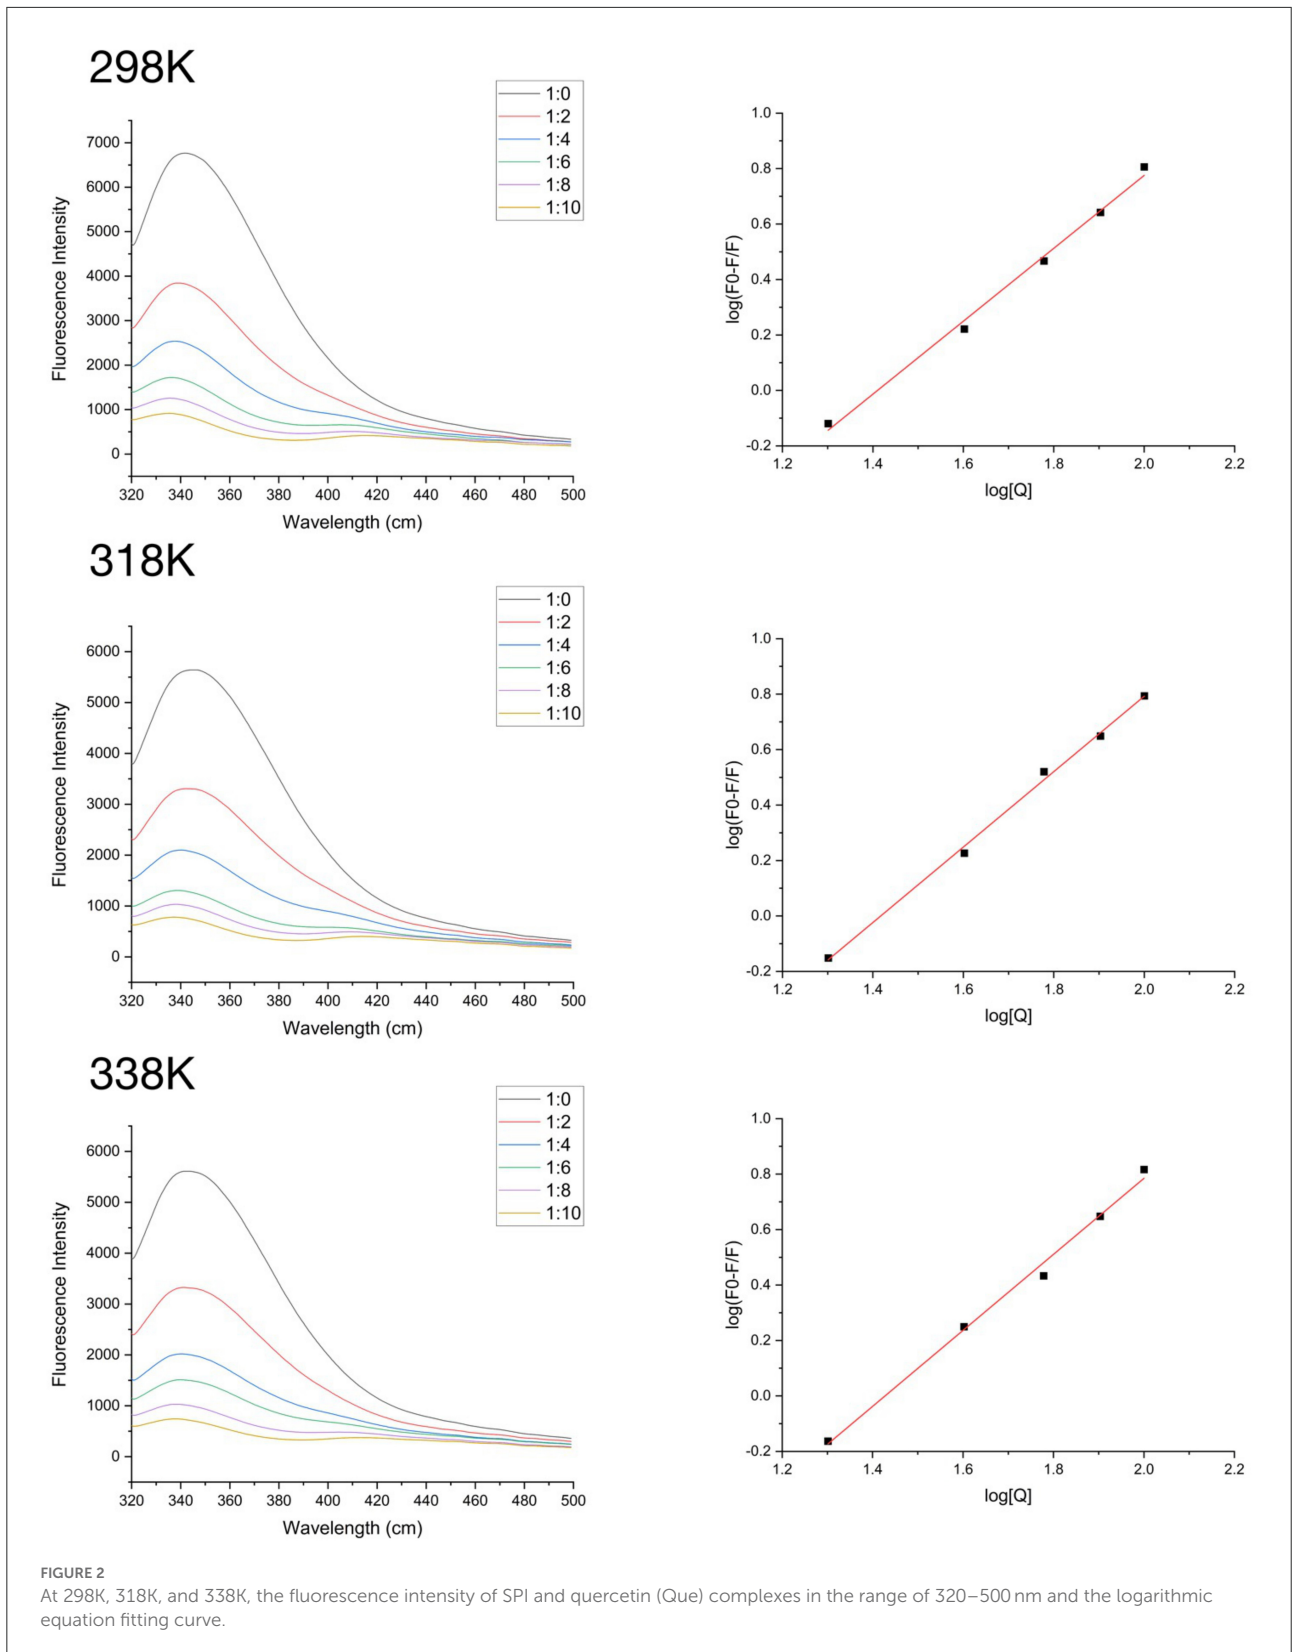 298K
1:0
1:2
1:4
1:6
1:8
1:10
7000
6000
5000
4000
3000
2000
1000
0
Fluorescence Intensity
320 340 360 380 400 420 440 460 480 500
Wavelength (cm)
1.0
0.8
0.6
0.4
0.2
0.0
-0.2
log(F0-F/F)
1.2 1.4 1.6 1.8 2.0 2.2
log[Q]
318K
1:0
1:2
1:4
1:6
1:8
1:10
6000
5000
4000
3000
2000
1000
0
Fluorescence Intensity
320 340 360 380 400 420 440 460 480 500
Wavelength (cm)
1.0
0.8
0.6
0.4
0.2
0.0
-0.2
log(F0-F/F)
1.2 1.4 1.6 1.8 2.0 2.2
log[Q]
338K
1:0
1:2
1:4
1:6
1:8
1:10
6000
5000
4000
3000
2000
1000
0
Fluorescence Intensity
320 340 360 380 400 420 440 460 480 500
Wavelength (cm)
1.0
0.8
0.6
0.4
0.2
0.0
-0.2
log(F0-F/F)
1.2 1.4 1.6 1.8 2.0 2.2
log[Q]
FIGURE 2
At 298K, 318K, and 338K, the fluorescence intensity of SPI and quercetin (Que) complexes in the range of 320–500 nm and the logarithmic
equation fitting curve.